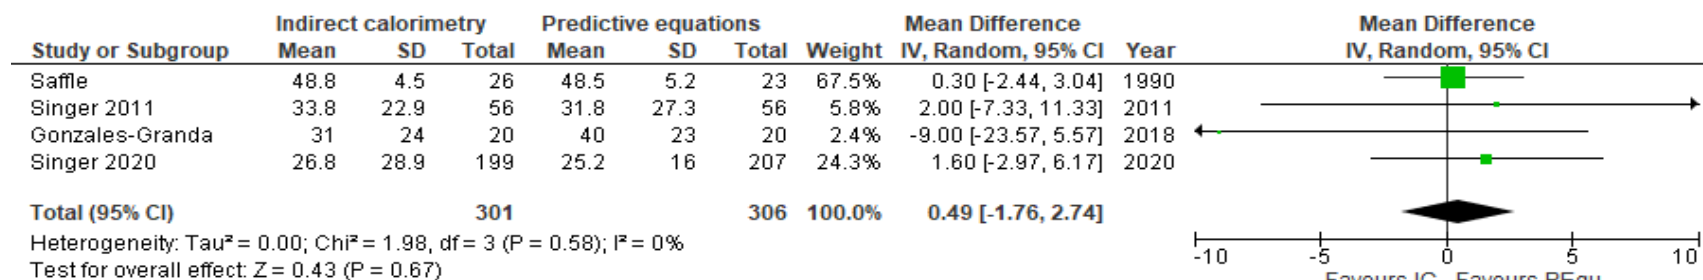 Indirect calorimetry Predictive equations Mean Difference Mean Difference
Study or Subgroup Mean SD Total Mean SD Total Weight IV, Random, 95% CI Year IV, Random, 95% CI
Saffle 48.8 4.5 26 48.5 5.2 23 67.5% 0.30 [-2.44, 3.04] 1990
Singer 2011 33.8 22.9 56 31.8 27.3 56 5.8% 2.00 [-7.33, 11.33] 2011
Gonzales-Granda 31 24 20 40 23 20 2.4% -9.00 [-23.57, 5.57] 2018
Singer 2020 26.8 28.9 199 25.2 16 207 24.3% 1.60 [-2.97, 6.17] 2020
Total (95% CI) 301 306 100.0% 0.49 [-1.76, 2.74]
Heterogeneity: Tau² = 0.00; Chi² = 1.98, df = 3 (P = 0.58); I² = 0%
-10 -5 0 5 10
Test for overall effect: Z = 0.43 (P = 0.67)
Favours IC Favours PEqu